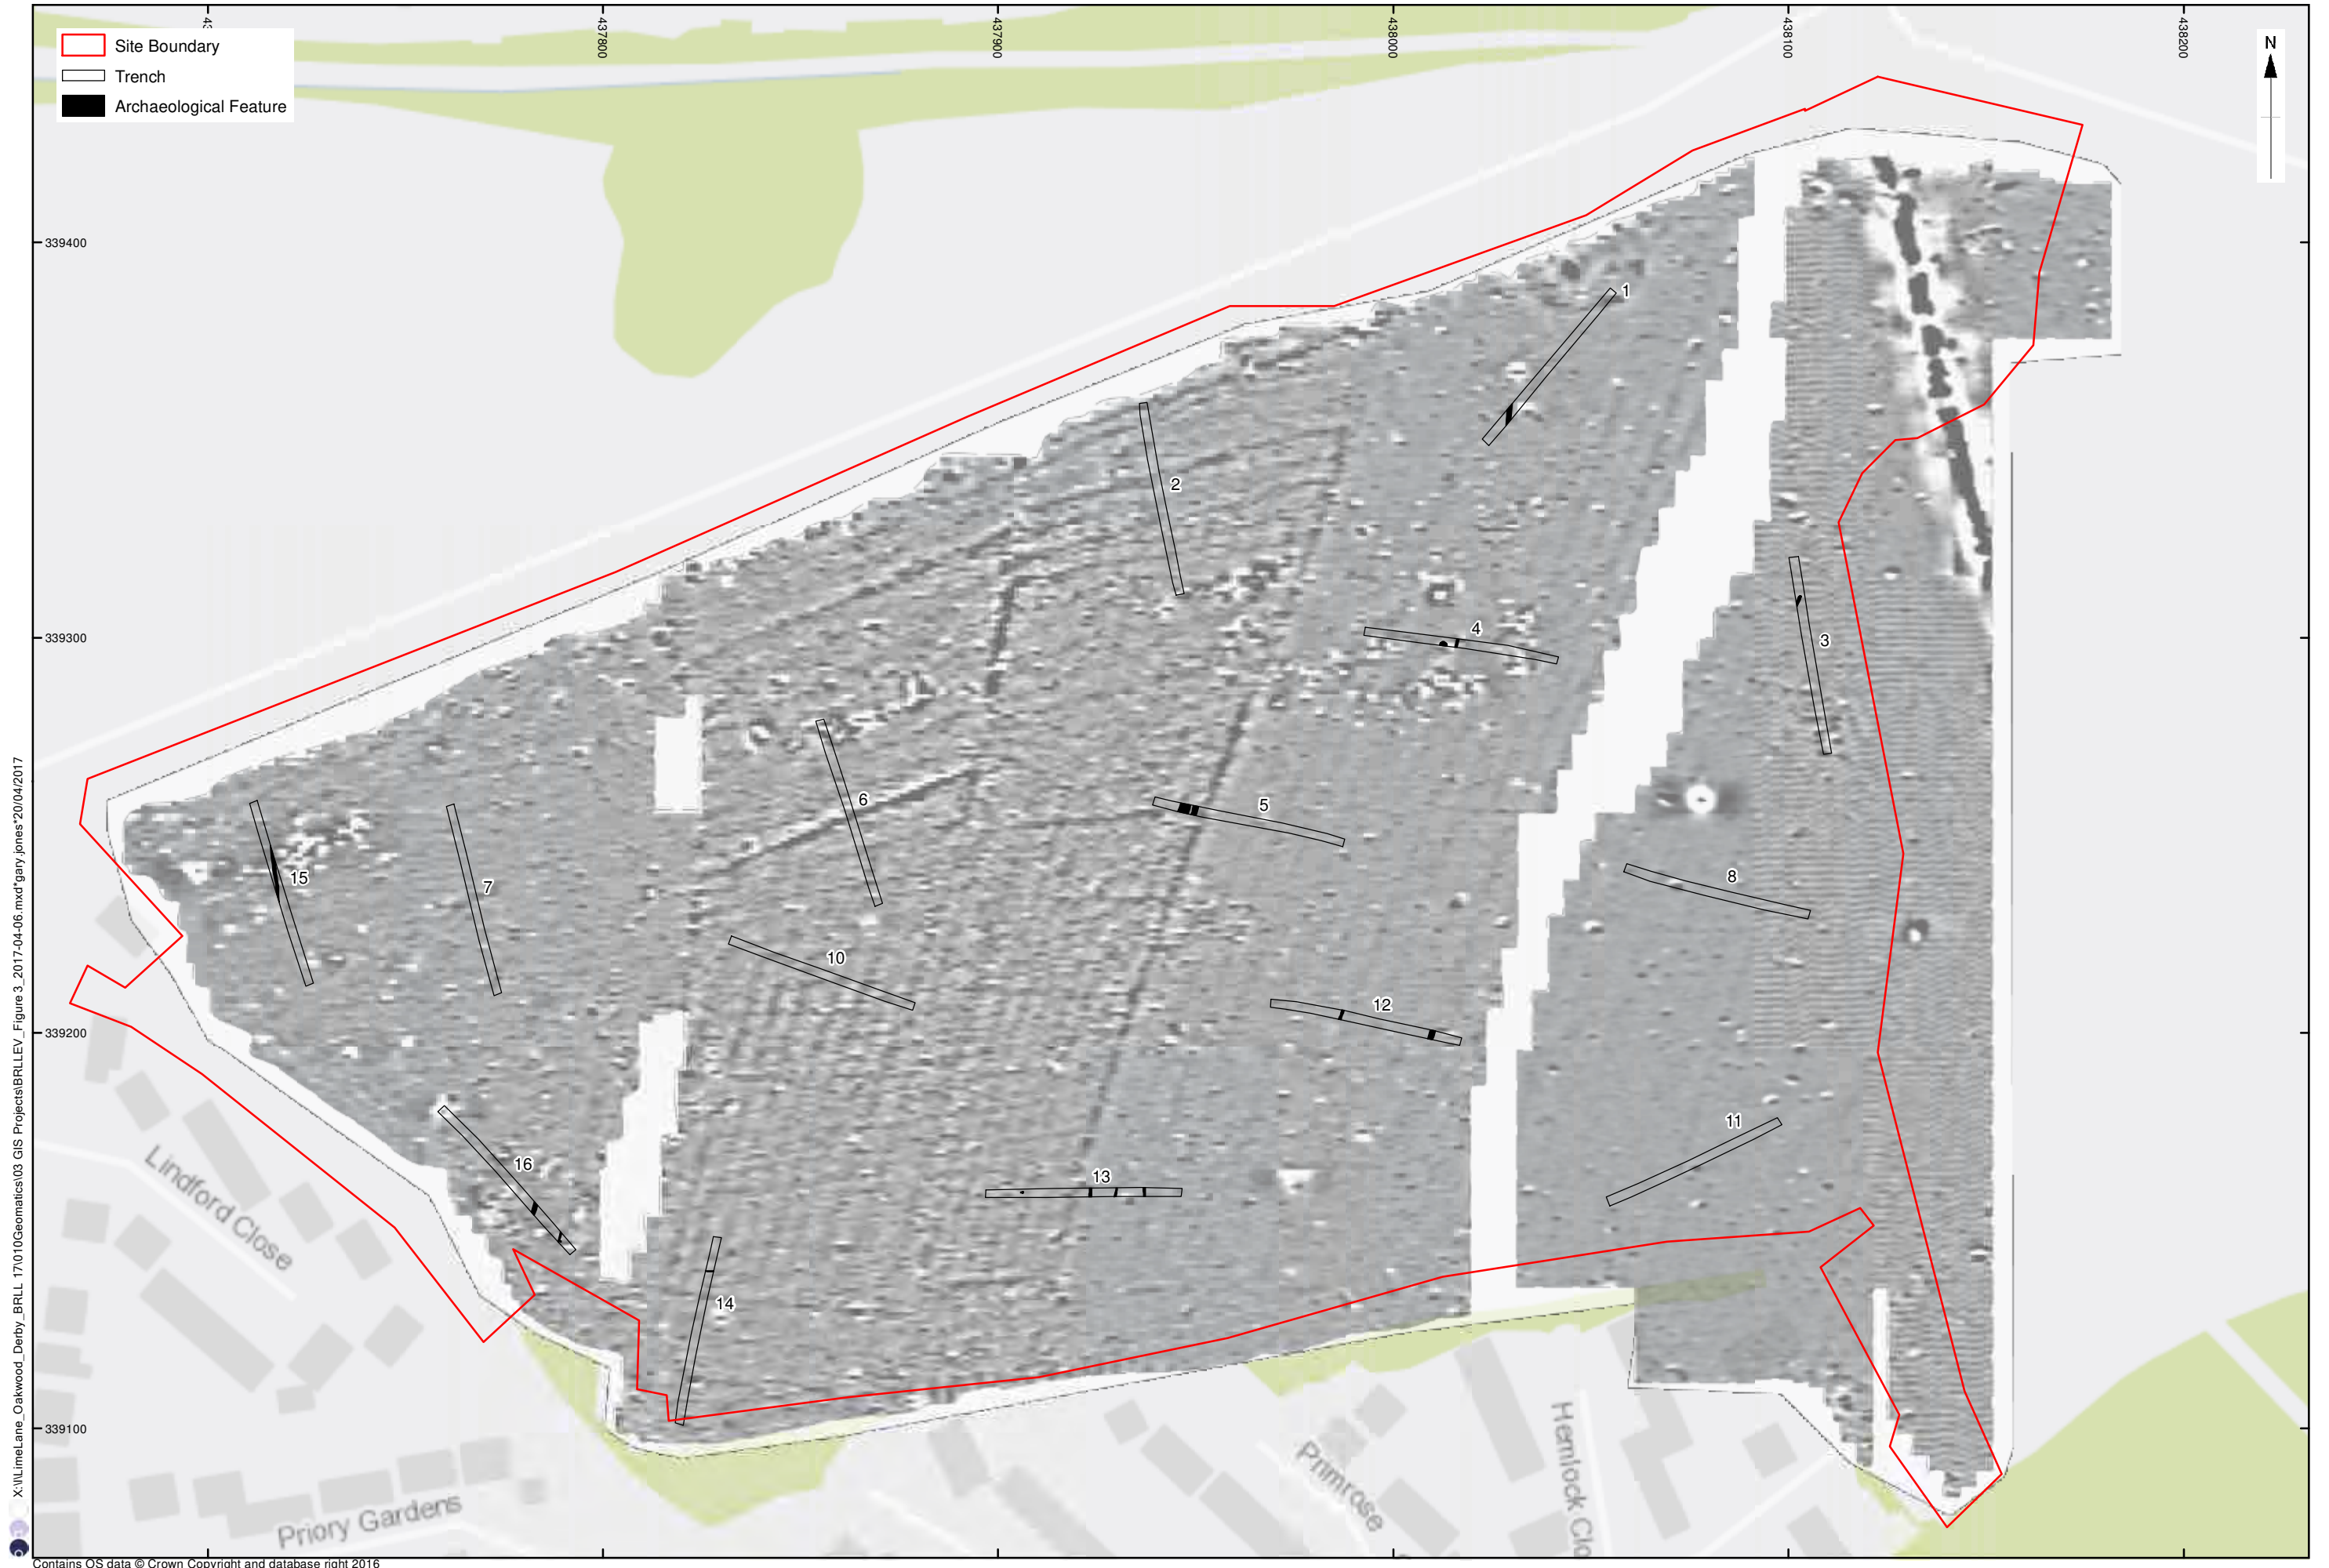 43
437800
437900
438000
438100
438200
Site Boundary
Trench
Archaeological Feature
N
339400
339300
339200
339100
1
2
3
4
5
6
7
8
10
11
12
13
14
15
16
Lindford Close
Priory Gardens
Primrose
Hemlock Clo
X:\I\LimeLane_Oakwood_Derby_BRLL 17\010Geomatics\03 GIS Projects\BRLLEV_Figure 3_2017-04-06.mxd*gary.jones*20/04/2017
Contains OS data © Crown Copyright and database right 2016